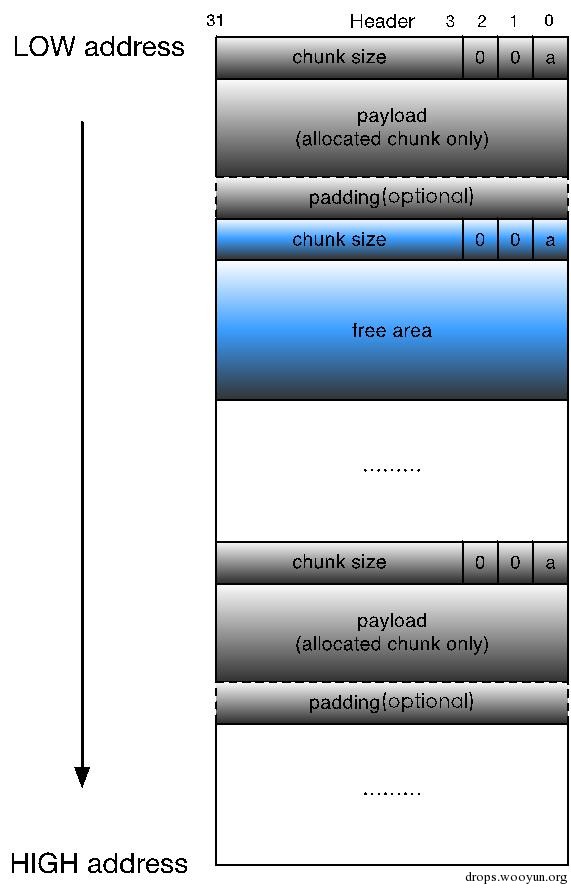 31 Header 3 2 1 0
LOW address
chunk size 0 0 a
payload
(allocated chunk only)
padding(optional)
chunk size 0 0 a
free area
.........
chunk size 0 0 a
payload
(allocated chunk only)
padding(optional)
.........
HIGH address
drops.wooyun.org